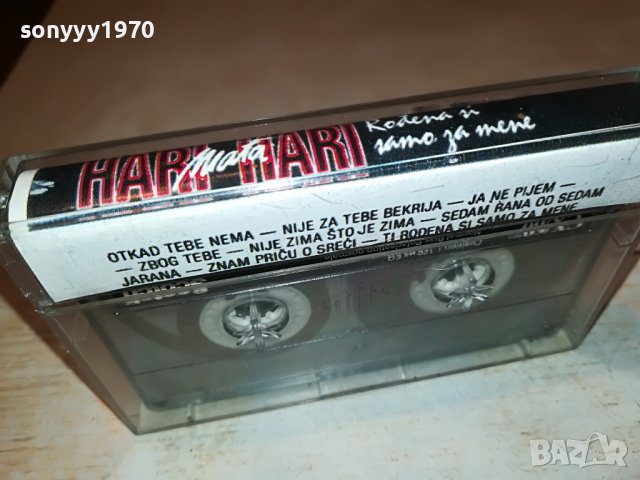 sonyyy1970
HARI Mata HARI
Rođena si
samo za mene
OTKAD TEBE NEMA — NIJE ZA TEBE BEKRIJA — JA NE PIJEM —
— ZBOG TEBE — NIJE ZIMA ŠTO JE ZIMA — SEDAM RANA OD SEDAM
JARANA — ZNAM PRIČU O SREĆI — TI ROĐENA SI SAMO ZA MENE
BAZAR
bg